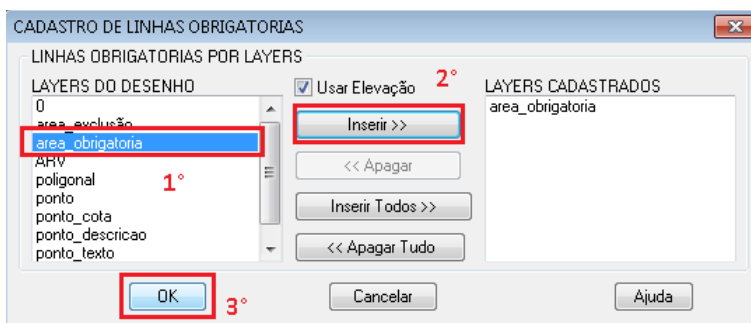 CADASTRO DE LINHAS OBRIGATORIAS
LINHAS OBRIGATORIAS POR LAYERS
LAYERS DO DESENHO
0
area_exclusão
area_obrigatoria
ARV
poligonal
ponto
ponto_cota
ponto_descricao
ponto_texto
1°
Usar Elevação
2°
Inserir >>
<< Apagar
Inserir Todos >>
<< Apagar Tudo
LAYERS CADASTRADOS
area_obrigatoria
OK
3°
Cancelar
Ajuda